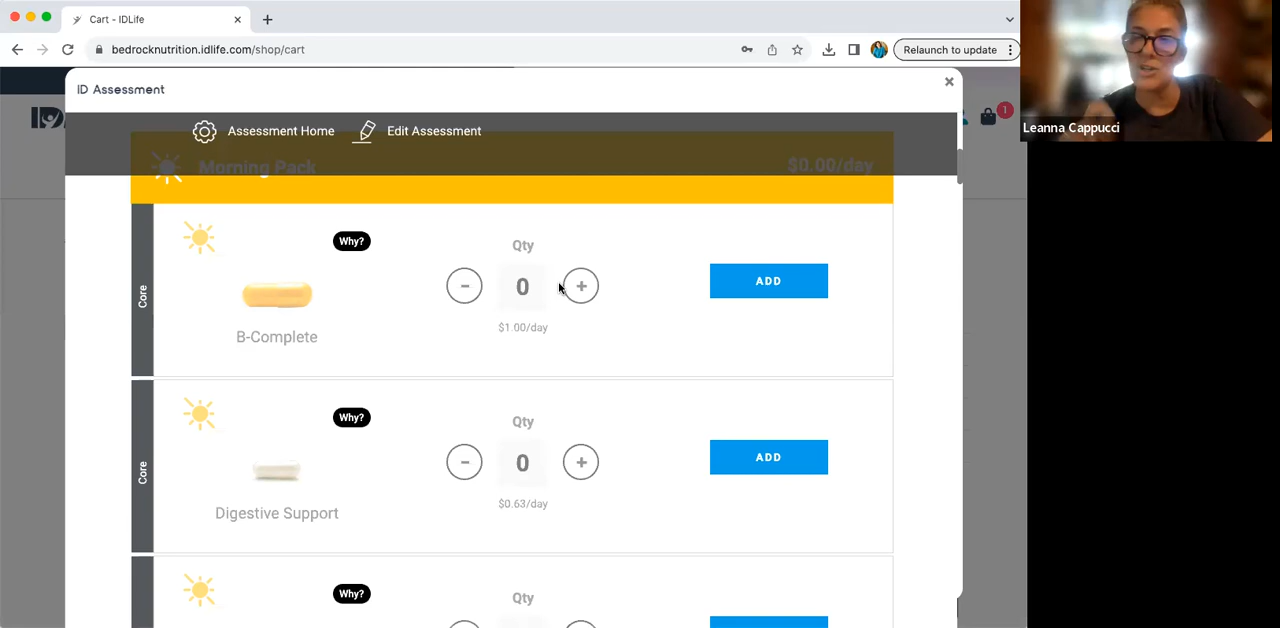 Cart - IDLife
bedrocknutrition.idlife.com/shop/cart
Relaunch to update
ID Assessment
1
Leanna Cappucci
Assessment Home
Edit Assessment
Morning Pack
$0.00/day
Core
Why?
Qty
0
ADD
$1.00/day
B-Complete
Core
Why?
Qty
0
ADD
$0.63/day
Digestive Support
Why?
Qty